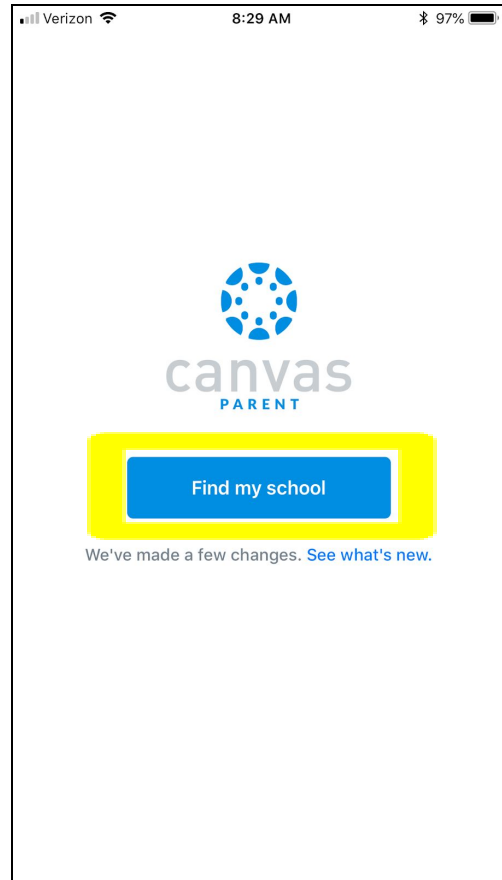 Verizon 8:29 AM 97%
canvas
PARENT
Find my school
We've made a few changes. See what's new.